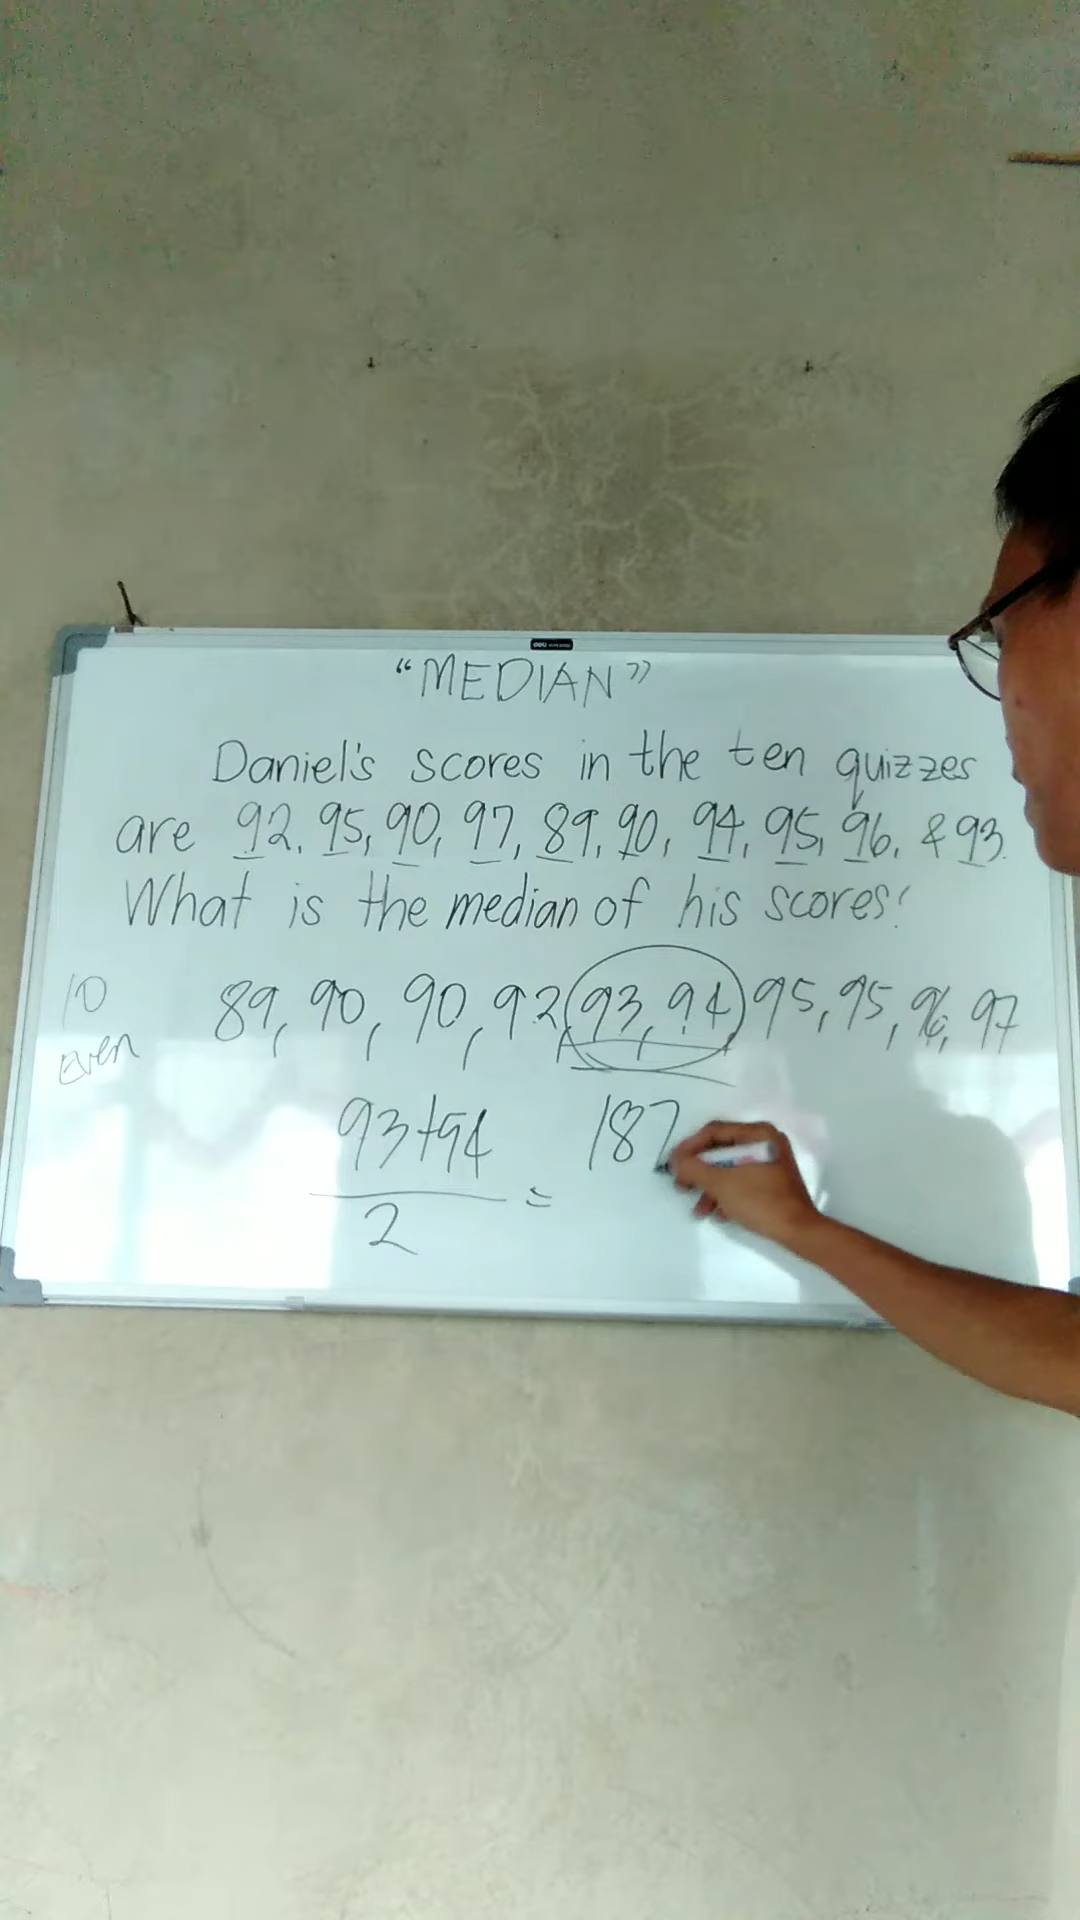 “MEDIAN”
Daniel's scores in the ten quizzes
are 92, 95, 90, 97, 89, 90, 94, 95, 96, & 93.
What is the median of his scores?
10
even
89, 90, 90, 92, 93, 94, 95, 95, 96, 97
93+94
2
=
187
deli